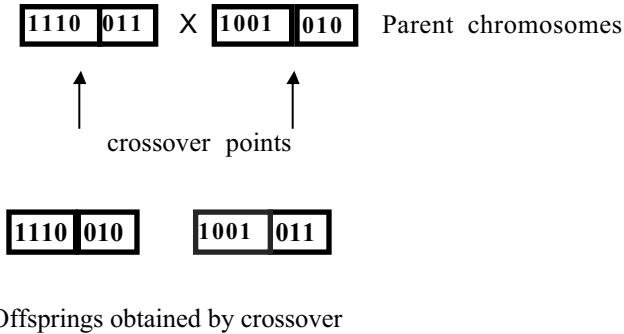 1110 011 X 1001 010 Parent chromosomes
crossover points
1110 010 1001 011
Offsprings obtained by crossover